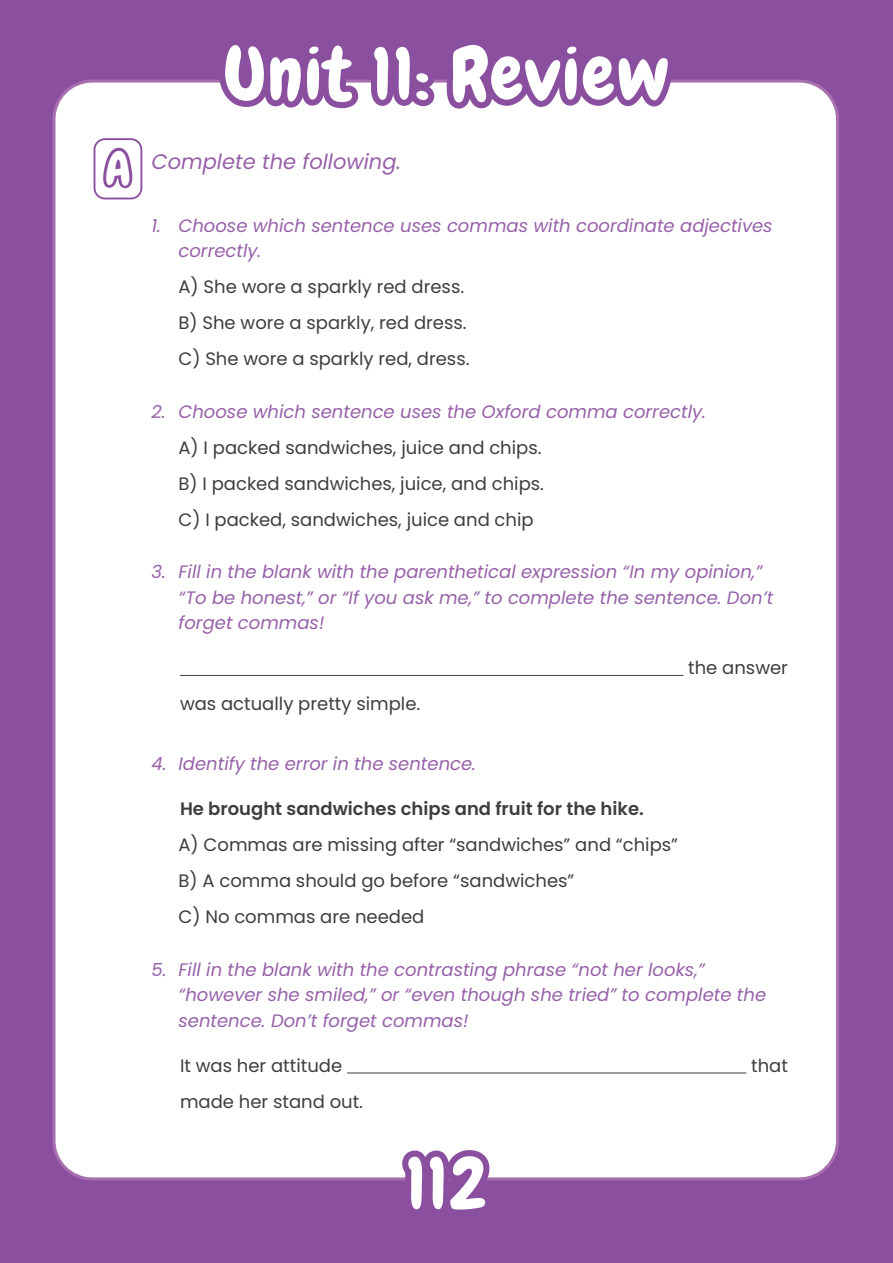 Unit 11: Review
A Complete the following.
1. Choose which sentence uses commas with coordinate adjectives
correctly.
A) She wore a sparkly red dress.
B) She wore a sparkly, red dress.
C) She wore a sparkly red, dress.
2. Choose which sentence uses the Oxford comma correctly.
A) I packed sandwiches, juice and chips.
B) I packed sandwiches, juice, and chips.
C) I packed, sandwiches, juice and chip
3. Fill in the blank with the parenthetical expression “In my opinion,”
“To be honest,” or “If you ask me,” to complete the sentence. Don’t
forget commas!
the answer
was actually pretty simple.
4. Identify the error in the sentence.
He brought sandwiches chips and fruit for the hike.
A) Commas are missing after “sandwiches” and “chips”
B) A comma should go before “sandwiches”
C) No commas are needed
5. Fill in the blank with the contrasting phrase “not her looks,”
“however she smiled,” or “even though she tried” to complete the
sentence. Don’t forget commas!
It was her attitude that
made her stand out.
112